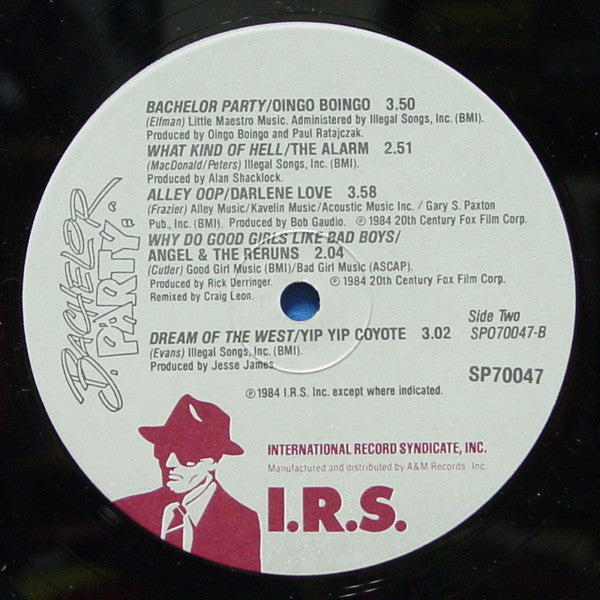 BACHELOR PARTY
BACHELOR PARTY/OINGO BOINGO 3.50
(Elfman) Little Maestro Music. Administered by Illegal Songs, Inc. (BMI).
Produced by Oingo Boingo and Paul Ratajczak.
WHAT KIND OF HELL/THE ALARM 2.51
(MacDonald/Peters) Illegal Songs, Inc. (BMI).
Produced by Alan Shacklock.
ALLEY OOP/DARLENE LOVE 3.58
(Frazier) Alley Music/Kavelin Music/Acoustic Music Inc. / Gary S. Paxton
Pub., Inc. (BMI). Produced by Bob Gaudio. ℗ 1984 20th Century Fox Film Corp.
WHY DO GOOD GIRLS LIKE BAD BOYS/
ANGEL & THE RERUNS 2.04
(Cutler) Good Girl Music (BMI)/Bad Girl Music (ASCAP).
Produced by Rick Derringer. ℗ 1984 20th Century Fox Film Corp.
Remixed by Craig Leon.
DREAM OF THE WEST/YIP YIP COYOTE 3.02
(Evans) Illegal Songs, Inc. (BMI).
Produced by Jesse James.
Side Two
SP070047-B
SP70047
℗ 1984 I.R.S. Inc. except where indicated.
INTERNATIONAL RECORD SYNDICATE, INC.
Manufactured and distributed by A&M Records Inc.
I.R.S.